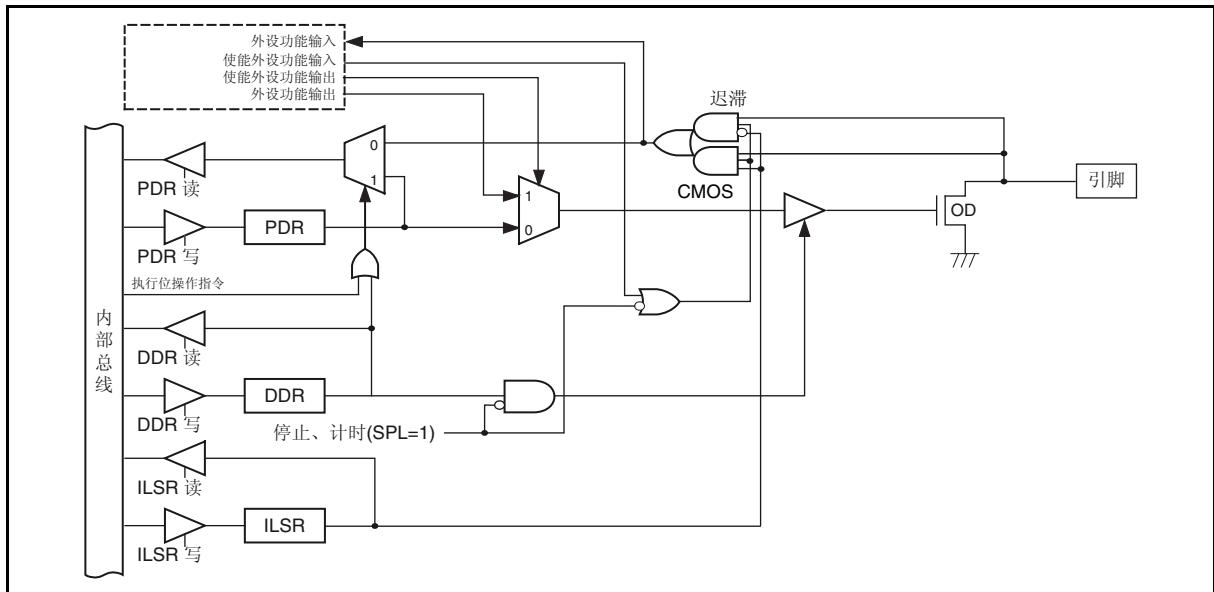 外设功能输入
使能外设功能输入
使能外设功能输出
外设功能输出
迟滞
0
1
PDR 读
CMOS
引脚
1
0
OD
PDR
PDR 写
执行位操作指令
内部总线
DDR 读
DDR
DDR 写
停止、计时(SPL=1)
ILSR 读
ILSR
ILSR 写